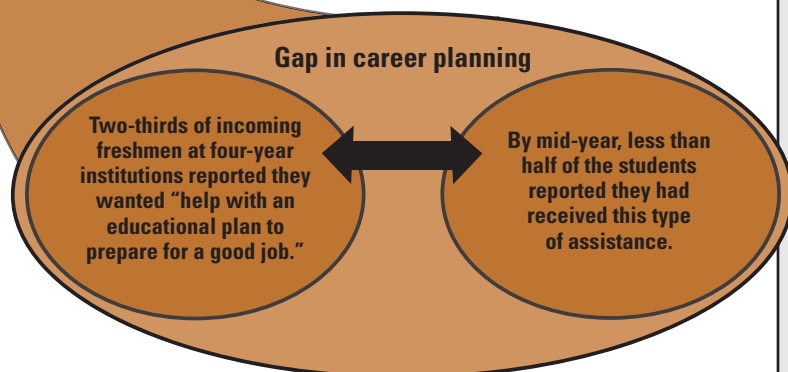 Gap in career planning
Two-thirds of incoming
freshmen at four-year
institutions reported they
wanted “help with an
educational plan to
prepare for a good job.”
By mid-year, less than
half of the students
reported they had
received this type
of assistance.